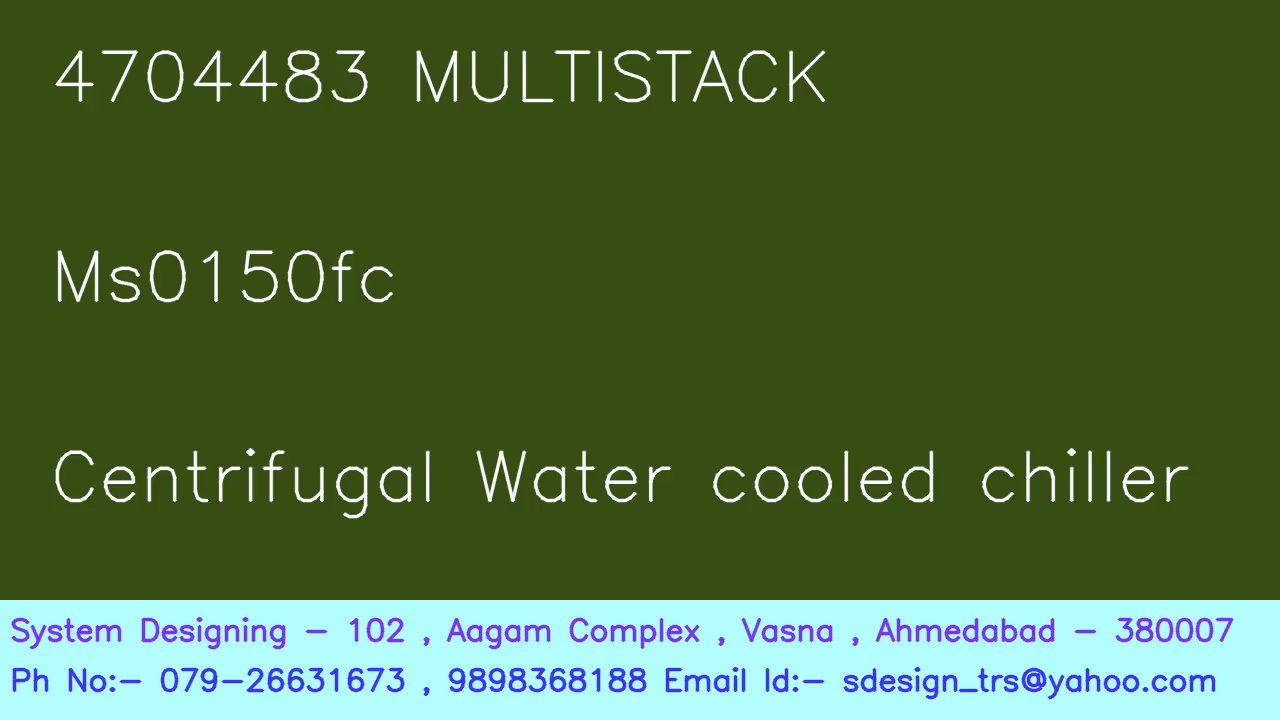 4704483 MULTISTACK
Ms0150fc
Centrifugal Water cooled chiller
System Designing - 102 , Aagam Complex , Vasna , Ahmedabad - 380007
Ph No:- 079-26631673 , 9898368188 Email Id:- sdesign_trs@yahoo.com